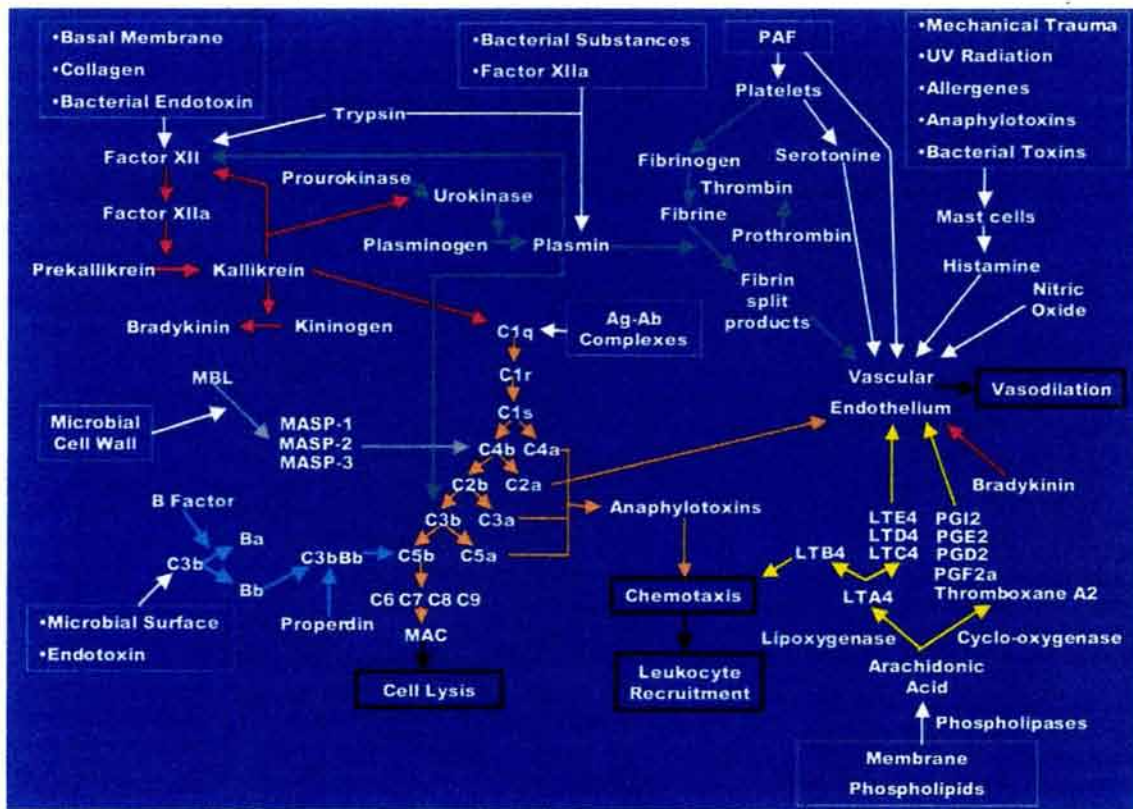 •Basal Membrane
•Collagen
•Bacterial Endotoxin
•Bacterial Substances
•Factor XIIa
PAF
•Mechanical Trauma
•UV Radiation
•Allergenes
•Anaphylotoxins
•Bacterial Toxins
Platelets
Trypsin
Factor XII
Fibrinogen
Serotonine
Prourokinase
Urokinase
Thrombin
Factor XIIa
Fibrine
Mast cells
Plasminogen
Plasmin
Prothrombin
Prekallikrein
Kallikrein
Histamine
Fibrin
split
products
Nitric
Oxide
Bradykinin
Kininogen
C1q
Ag-Ab
Complexes
C1r
MBL
Vascular
Endothelium
Vasodilation
Microbial
Cell Wall
MASP-1
MASP-2
MASP-3
C1s
C4b
C4a
C2b
C2a
Bradykinin
B Factor
C3b
C3a
Anaphylotoxins
LTE4
LTD4
LTC4
PGI2
PGE2
PGD2
PGF2a
Thromboxane A2
Ba
C3b
Bb
C3bBb
C5b
C5a
LTB4
LTA4
C6 C7 C8 C9
Chemotaxis
•Microbial Surface
•Endotoxin
Properdin
MAC
Lipoxygenase
Cyclo-oxygenase
Cell Lysis
Leukocyte
Recruitment
Arachidonic
Acid
Phospholipases
Membrane
Phospholipids